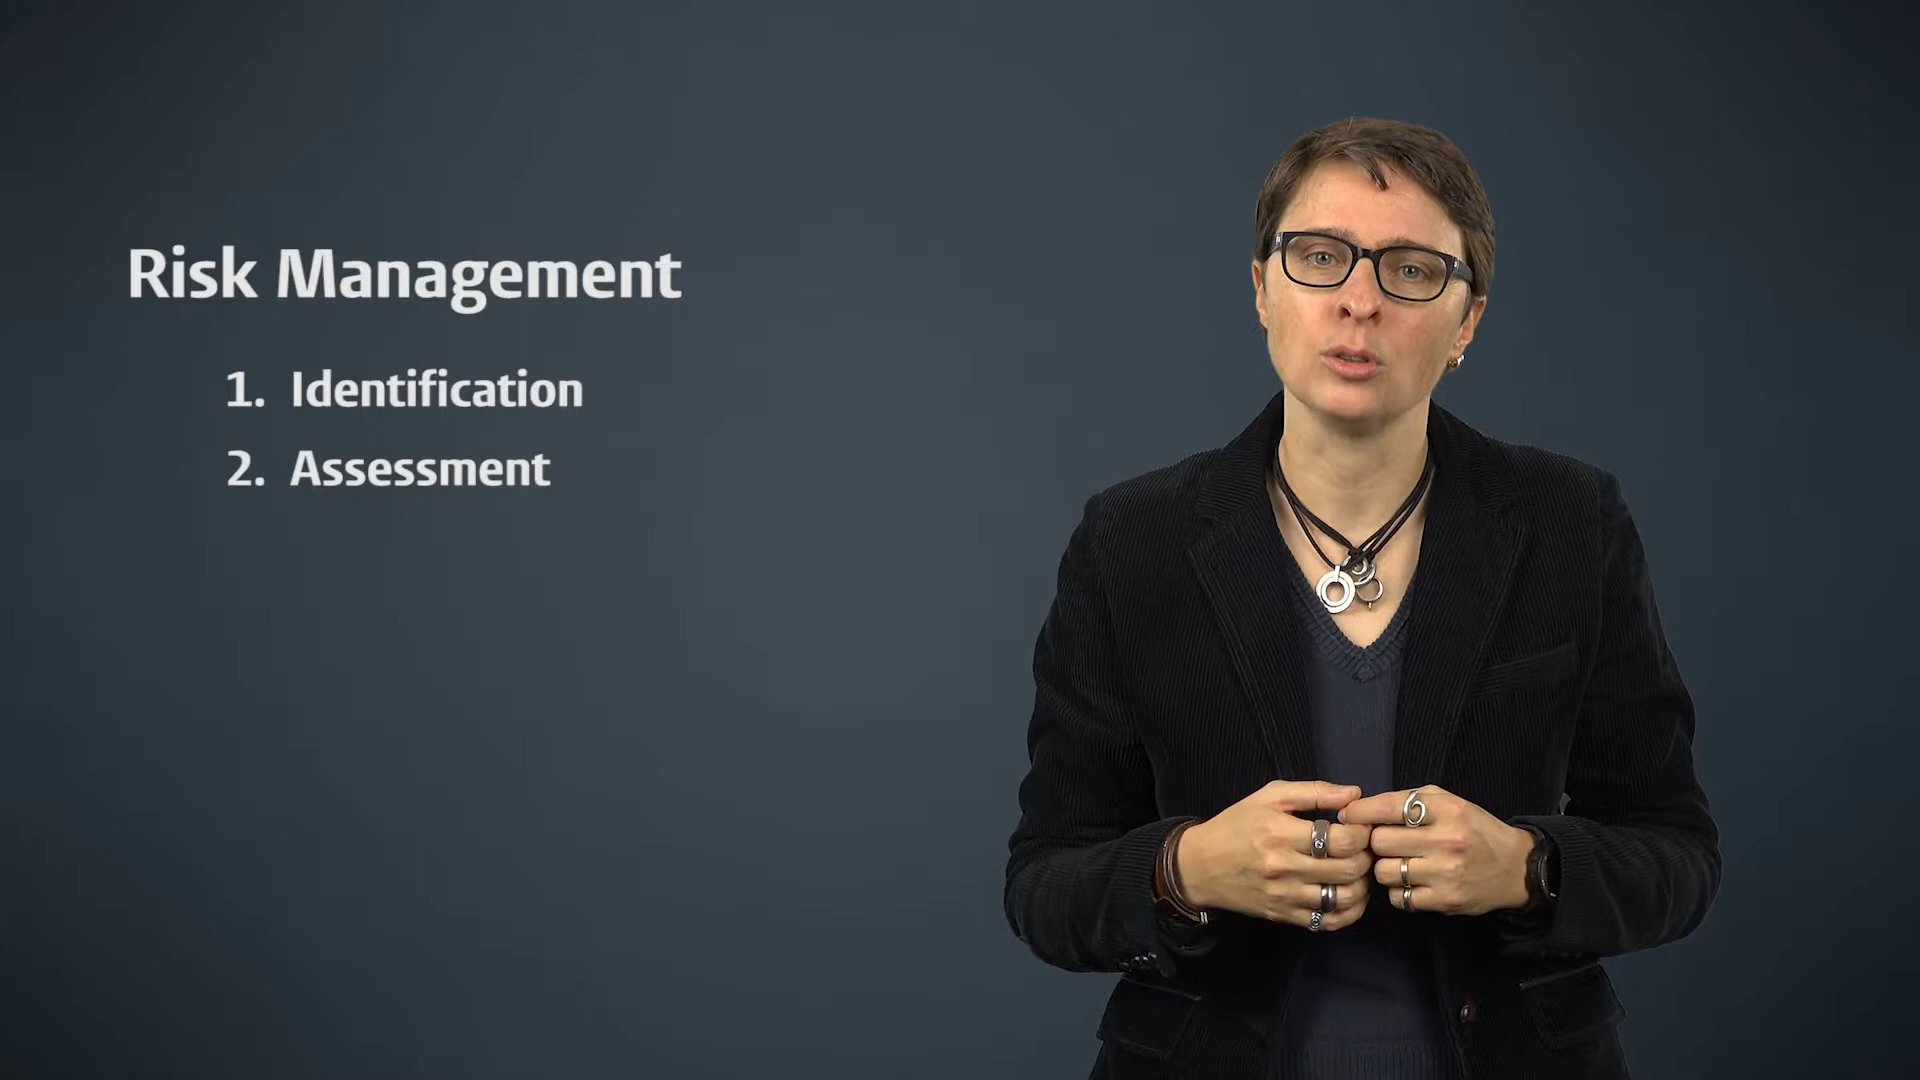 Risk Management
1. Identification
2. Assessment